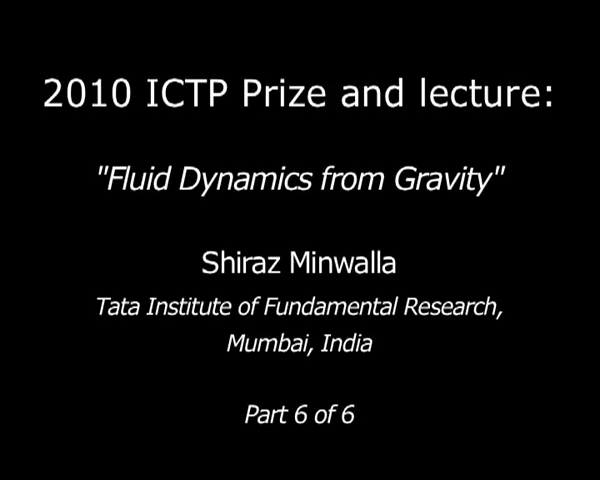 2010 ICTP Prize and lecture:
"Fluid Dynamics from Gravity"
Shiraz Minwalla
Tata Institute of Fundamental Research,
Mumbai, India
Part 6 of 6